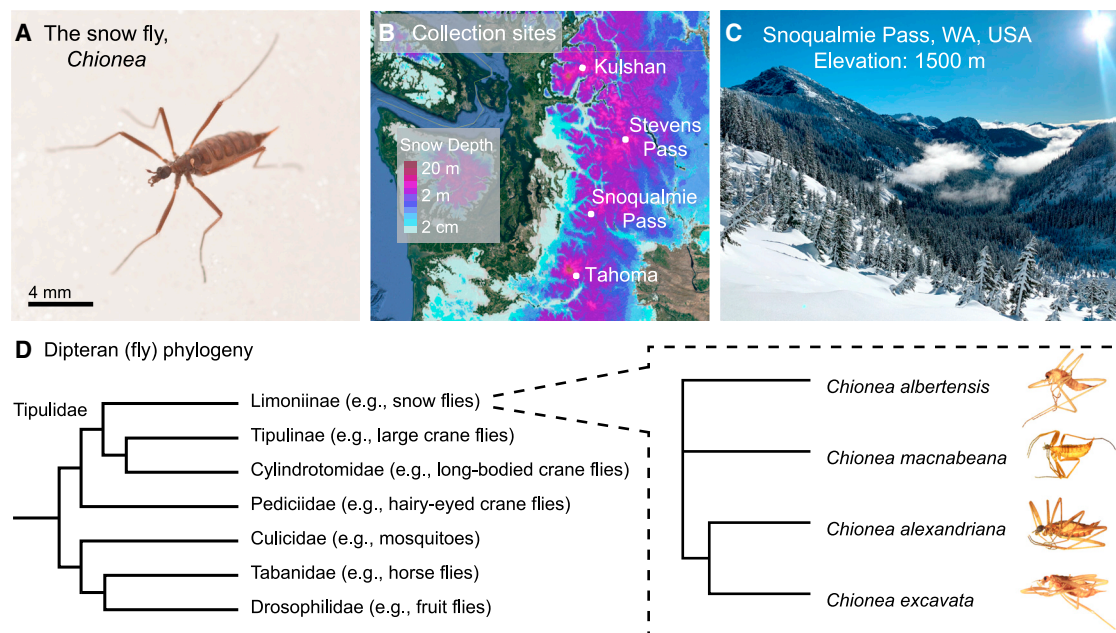 A The snow fly,
Chionea
4 mm
B Collection sites
Kulshan
Stevens
Pass
Snow Depth
20 m
2 m
2 cm
Snoqualmie
Pass
Tahoma
C Snoqualmie Pass, WA, USA
Elevation: 1500 m
D Dipteran (fly) phylogeny
Tipulidae
Limoniinae (e.g., snow flies)
Tipulinae (e.g., large crane flies)
Cylindrotomidae (e.g., long-bodied crane flies)
Pediciidae (e.g., hairy-eyed crane flies)
Culicidae (e.g., mosquitoes)
Tabanidae (e.g., horse flies)
Drosophilidae (e.g., fruit flies)
Chionea albertensis
Chionea macnabeana
Chionea alexandriana
Chionea excavata